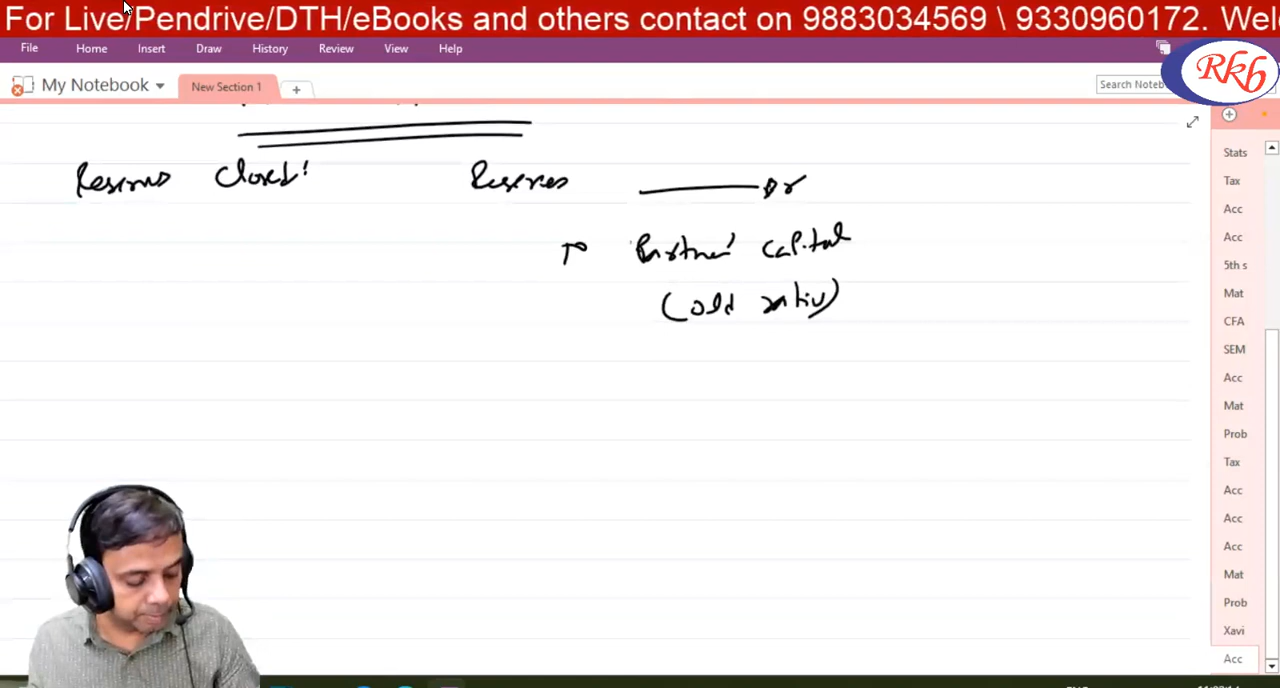 For Live/Pendrive/DTH/eBooks and others contact on 9883034569 \ 9330960172. Wel
File Home Insert Draw History Review View Help
Rkb
My Notebook New Section 1 + Search Noteb
Reserves Closed! Reserves Dr
To Partners' Capital
(old ratio)
Stats
Tax
Acc
Acc
5th s
Mat
CFA
SEM
Acc
Mat
Prob
Tax
Acc
Acc
Acc
Mat
Prob
Xavi
Acc